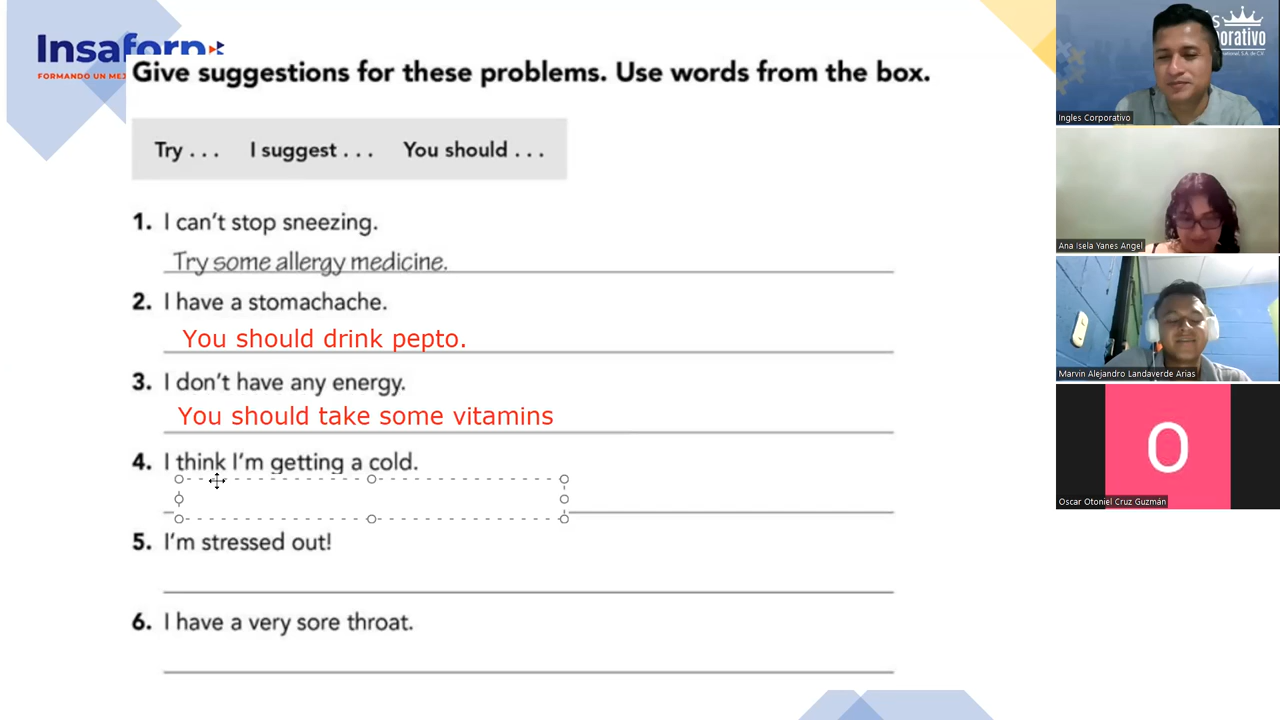 Insaforp
FORMANDO UN MEJ
Give suggestions for these problems. Use words from the box.
Try . . . I suggest . . . You should . . .
1. I can't stop sneezing.
Try some allergy medicine.
2. I have a stomachache.
You should drink pepto.
3. I don't have any energy.
You should take some vitamins
4. I think I'm getting a cold.
5. I'm stressed out!
6. I have a very sore throat.
Ingles Corporativo
Ana Isela Yanes Angel
Marvin Alejandro Landaverde Arias
O
Oscar Otoniel Cruz Guzmán